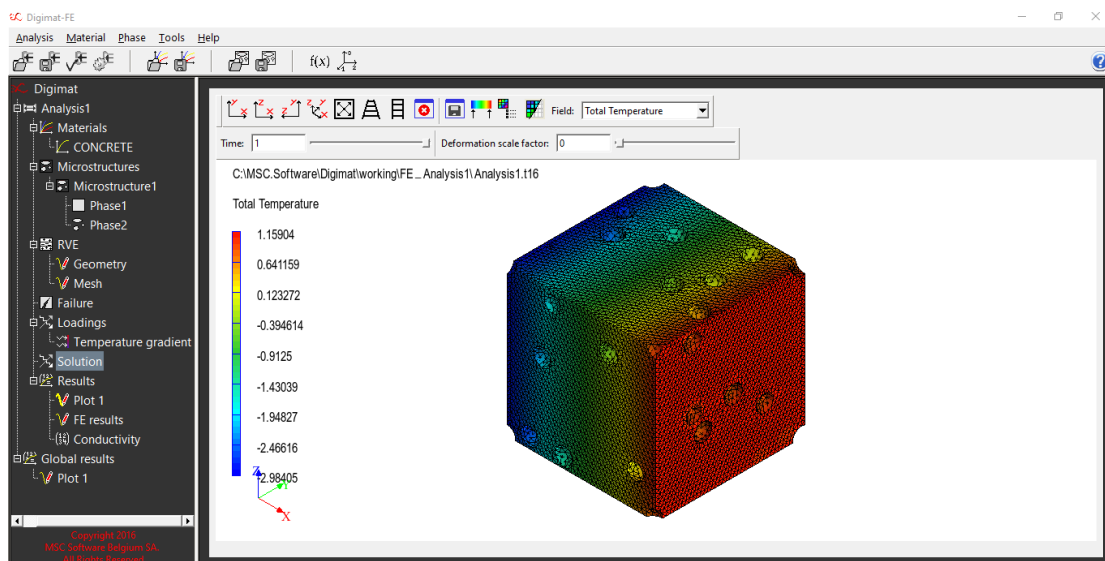 Digimat-FE
Analysis Material Phase Tools Help
f(x)
Digimat
Analysis1
Materials
CONCRETE
Microstructures
Microstructure1
Phase1
Phase2
RVE
Geometry
Mesh
Failure
Loadings
Temperature gradient
Solution
Results
Plot 1
FE results
Conductivity
Global results
Plot 1
Copyright 2016
MSC Software Belgium SA.
All Rights Reserved
Field: Total Temperature
Time: 1 Deformation scale factor: 0
C:\MSC.Software\Digimat\working\FE_Analysis1\Analysis1.t16
Total Temperature
1.15904
0.641159
0.123272
-0.394614
-0.9125
-1.43039
-1.94827
-2.46616
-2.98405
Z
Y
X